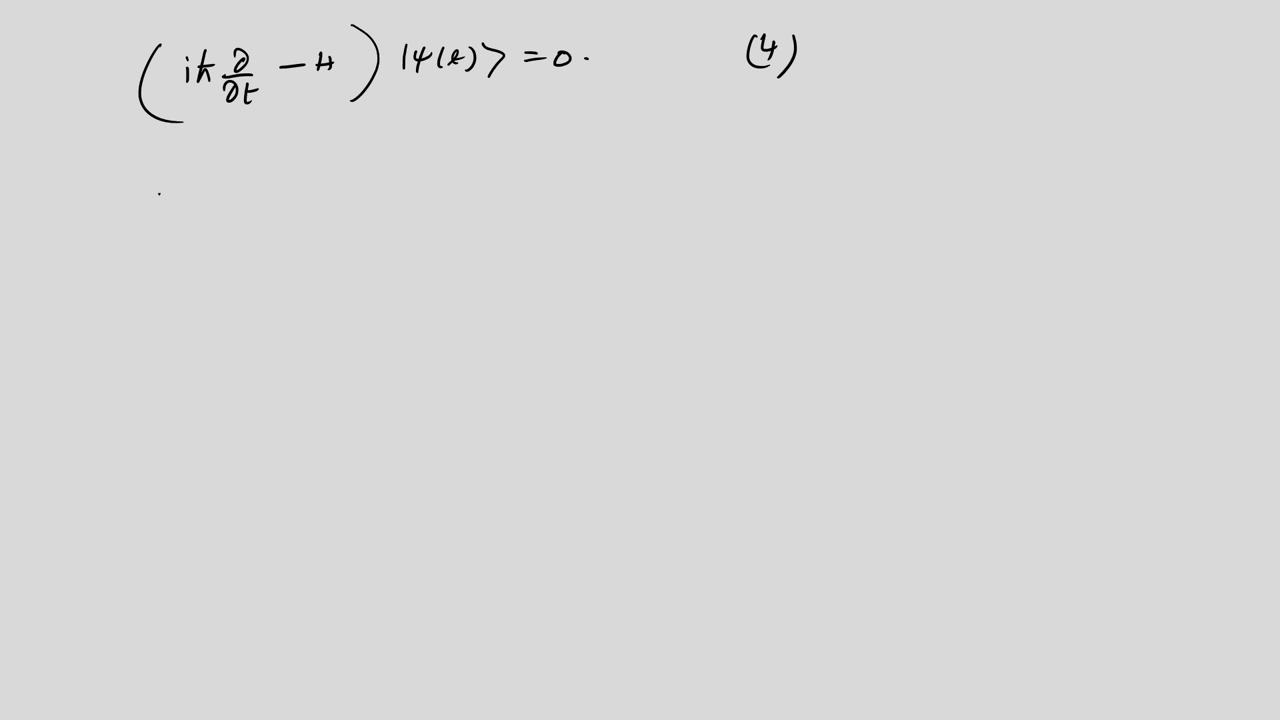 (iħ ∂/∂t − H) |ψ(t)⟩ = 0. (4)